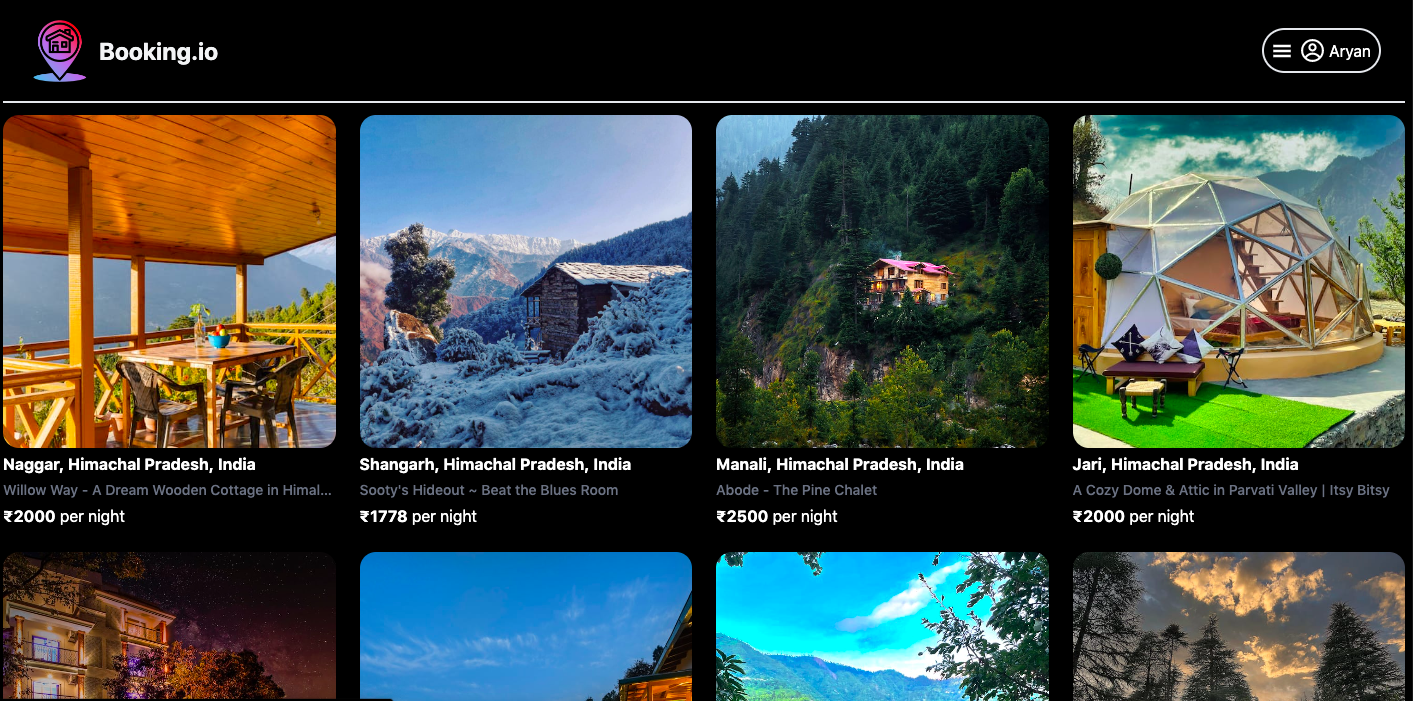 Booking.io
Aryan
Naggar, Himachal Pradesh, India
Willow Way - A Dream Wooden Cottage in Himal...
₹2000 per night
Shangarh, Himachal Pradesh, India
Sooty's Hideout ~ Beat the Blues Room
₹1778 per night
Manali, Himachal Pradesh, India
Abode - The Pine Chalet
₹2500 per night
Jari, Himachal Pradesh, India
A Cozy Dome & Attic in Parvati Valley | Itsy Bitsy
₹2000 per night